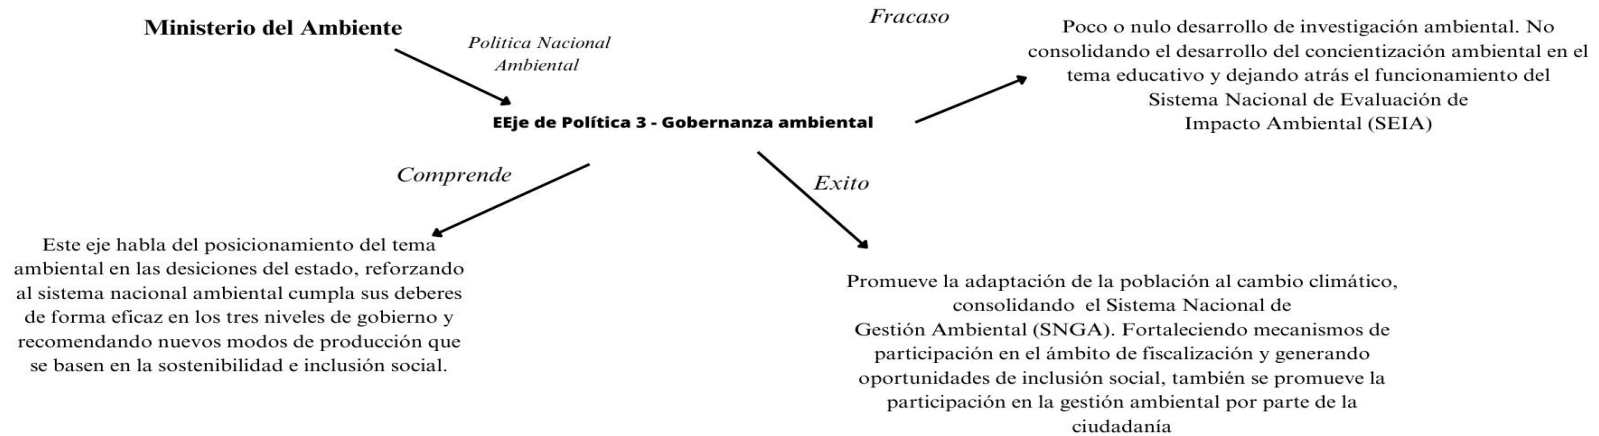 Ministerio del Ambiente
Politica Nacional
Ambiental
EEje de Política 3 - Gobernanza ambiental
Fracaso
Poco o nulo desarrollo de investigación ambiental. No
consolidando el desarrollo del concientización ambiental en el
tema educativo y dejando atrás el funcionamiento del
Sistema Nacional de Evaluación de
Impacto Ambiental (SEIA)
Comprende
Este eje habla del posicionamiento del tema
ambiental en las desiciones del estado, reforzando
al sistema nacional ambiental cumpla sus deberes
de forma eficaz en los tres niveles de gobierno y
recomendando nuevos modos de producción que
se basen en la sostenibilidad e inclusión social.
Exito
Promueve la adaptación de la población al cambio climático,
consolidando el Sistema Nacional de
Gestión Ambiental (SNGA). Fortaleciendo mecanismos de
participación en el ámbito de fiscalización y generando
oportunidades de inclusión social, también se promueve la
participación en la gestión ambiental por parte de la
ciudadanía